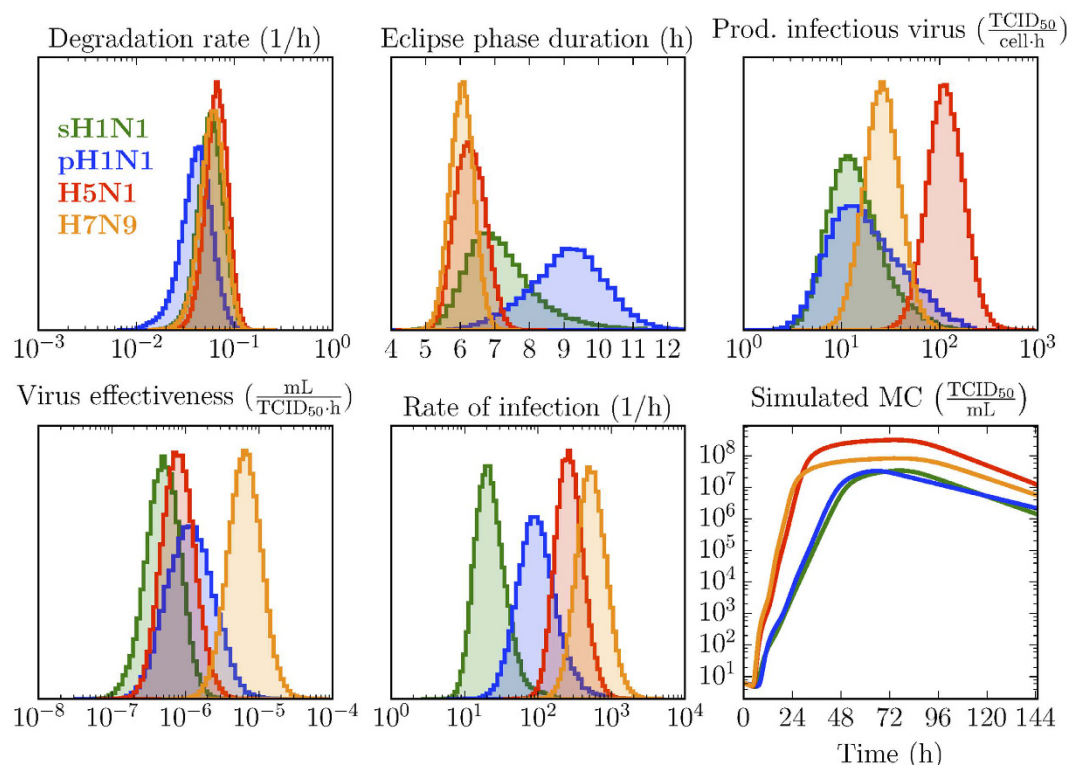 Degradation rate (1/h)
Eclipse phase duration (h)
Prod. infectious virus (TCID₅₀/cell·h)
sH1N1
pH1N1
H5N1
H7N9
10⁻³ 10⁻² 10⁻¹ 10⁰
4 5 6 7 8 9 10 11 12
10⁰ 10¹ 10² 10³
Virus effectiveness (mL/TCID₅₀·h)
Rate of infection (1/h)
Simulated MC (TCID₅₀/mL)
10⁸
10⁷
10⁶
10⁵
10⁴
10³
10²
10¹
10⁻⁸ 10⁻⁷ 10⁻⁶ 10⁻⁵ 10⁻⁴
10⁰ 10¹ 10² 10³ 10⁴
0 24 48 72 96 120 144
Time (h)